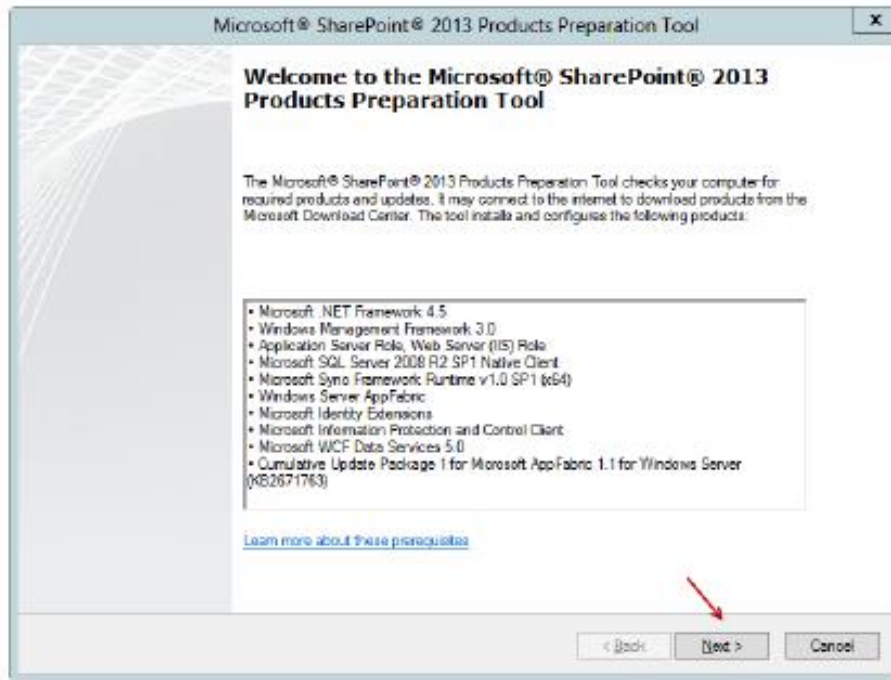 Microsoft® SharePoint® 2013 Products Preparation Tool
x
Welcome to the Microsoft® SharePoint® 2013
Products Preparation Tool
The Microsoft® SharePoint® 2013 Products Preparation Tool checks your computer for
required products and updates. It may connect to the internet to download products from the
Microsoft Download Center. The tool installs and configures the following products:
• Microsoft .NET Framework 4.5
• Windows Management Framework 3.0
• Application Server Role, Web Server (IIS) Role
• Microsoft SQL Server 2008 R2 SP1 Native Client
• Microsoft Sync Framework Runtime v1.0 SP1 (x64)
• Windows Server AppFabric
• Microsoft Identity Extensions
• Microsoft Information Protection and Control Client
• Microsoft WCF Data Services 5.0
• Cumulative Update Package 1 for Microsoft AppFabric 1.1 for Windows Server
(KB2671763)
Learn more about these prerequisites
< Back
Next >
Cancel